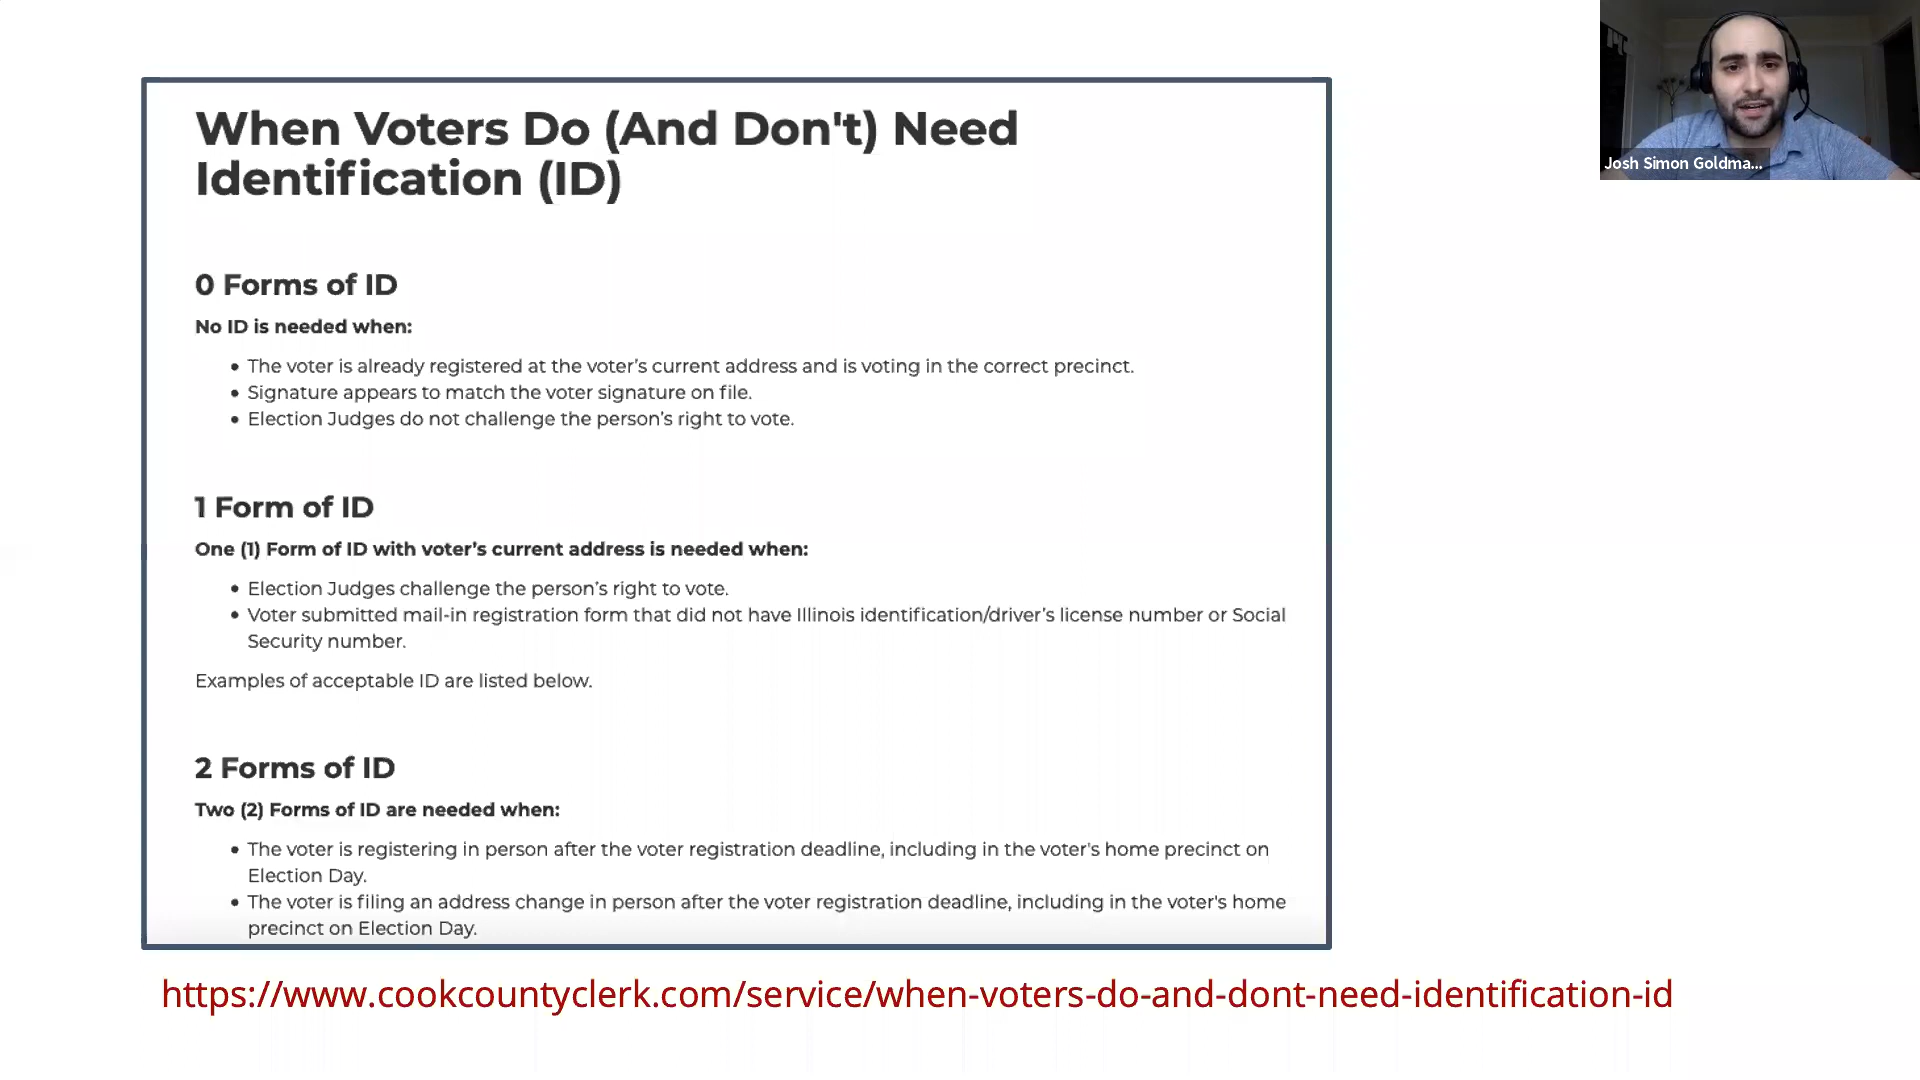 When Voters Do (And Don't) Need
Identification (ID)
0 Forms of ID
No ID is needed when:
• The voter is already registered at the voter’s current address and is voting in the correct precinct.
• Signature appears to match the voter signature on file.
• Election Judges do not challenge the person’s right to vote.
1 Form of ID
One (1) Form of ID with voter’s current address is needed when:
• Election Judges challenge the person’s right to vote.
• Voter submitted mail-in registration form that did not have Illinois identification/driver’s license number or Social
Security number.
Examples of acceptable ID are listed below.
2 Forms of ID
Two (2) Forms of ID are needed when:
• The voter is registering in person after the voter registration deadline, including in the voter's home precinct on
Election Day.
• The voter is filing an address change in person after the voter registration deadline, including in the voter's home
precinct on Election Day.
https://www.cookcountyclerk.com/service/when-voters-do-and-dont-need-identification-id
Josh Simon Goldma...